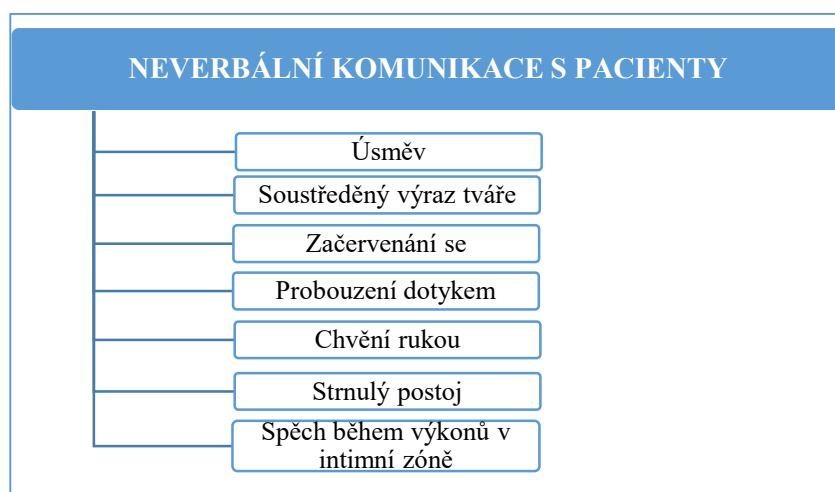 NEVERBÁLNÍ KOMUNIKACE S PACIENTY
Úsměv
Soustředěný výraz tváře
Začervenání se
Probouzení dotykem
Chvění rukou
Strnulý postoj
Spěch během výkonů v
intimní zóně